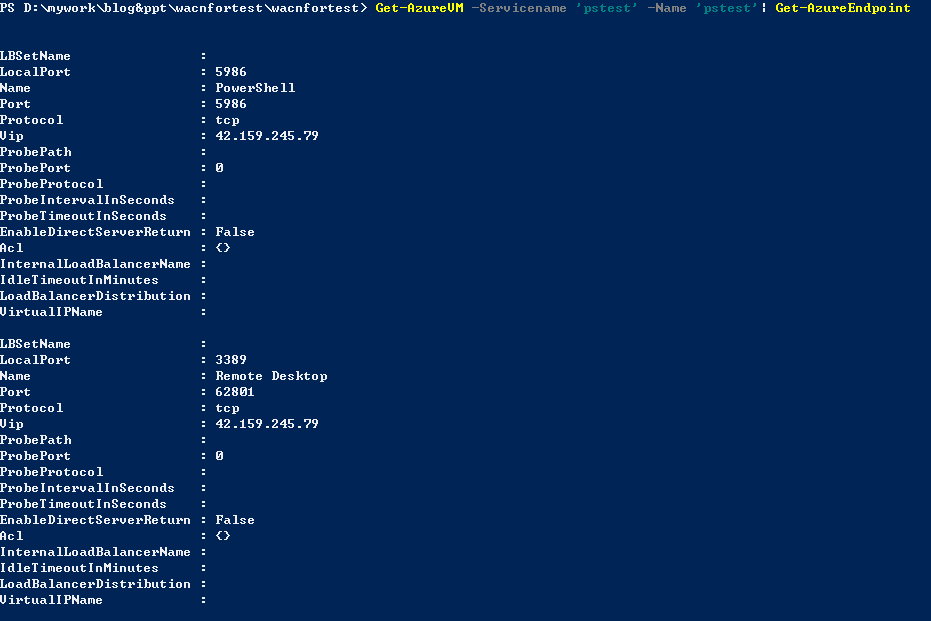 PS D:\mywork\blog&ppt\wacnfortest\wacnfortest> Get-AzureVM -Servicename 'pstest' -Name 'pstest'| Get-AzureEndpoint
LBSetName :
LocalPort : 5986
Name : PowerShell
Port : 5986
Protocol : tcp
Vip : 42.159.245.79
ProbePath :
ProbePort : 0
ProbeProtocol :
ProbeIntervalInSeconds :
ProbeTimeoutInSeconds :
EnableDirectServerReturn : False
Acl : {}
InternalLoadBalancerName :
IdleTimeoutInMinutes :
LoadBalancerDistribution :
VirtualIPName :
LBSetName :
LocalPort : 3389
Name : Remote Desktop
Port : 62801
Protocol : tcp
Vip : 42.159.245.79
ProbePath :
ProbePort : 0
ProbeProtocol :
ProbeIntervalInSeconds :
ProbeTimeoutInSeconds :
EnableDirectServerReturn : False
Acl : {}
InternalLoadBalancerName :
IdleTimeoutInMinutes :
LoadBalancerDistribution :
VirtualIPName :